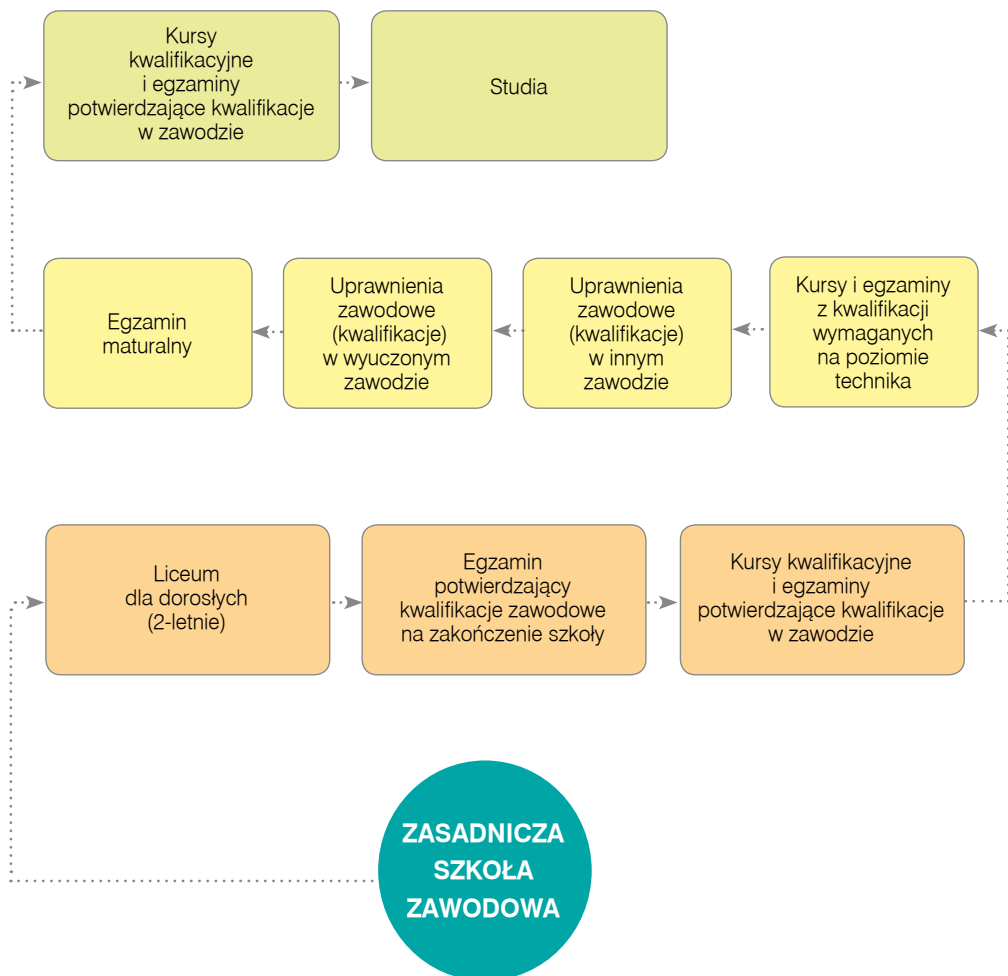 Kursy
kwalifikacyjne
i egzaminy
potwierdzające kwalifikacje
w zawodzie
Studia
Egzamin
maturalny
Uprawnienia
zawodowe
(kwalifikacje)
w wyuczonym
zawodzie
Uprawnienia
zawodowe
(kwalifikacje)
w innym
zawodzie
Kursy i egzaminy
z kwalifikacji
wymaganych
na poziomie
technika
Liceum
dla dorosłych
(2-letnie)
Egzamin
potwierdzający
kwalifikacje zawodowe
na zakończenie szkoły
Kursy kwalifikacyjne
i egzaminy
potwierdzające kwalifikacje
w zawodzie
ZASADNICZA
SZKOŁA
ZAWODOWA